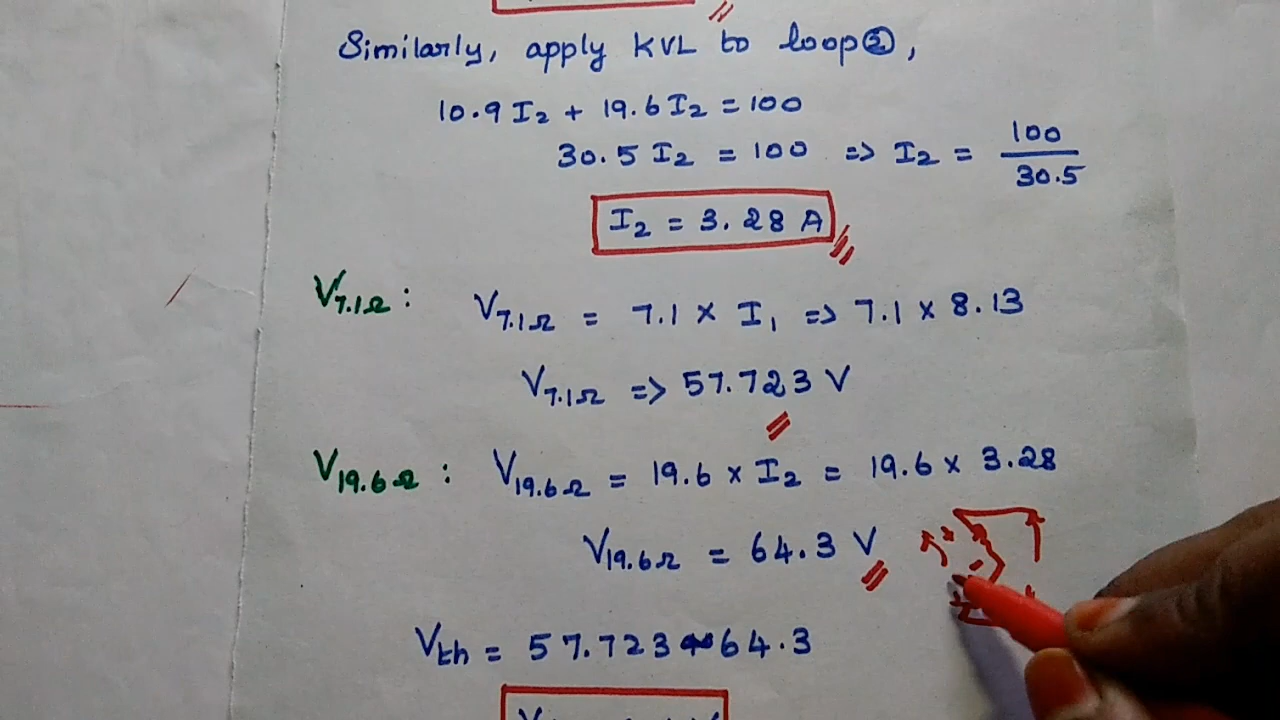 Similarly, apply KVL to loop②,
10.9 I₂ + 19.6 I₂ = 100
30.5 I₂ = 100 => I₂ = 100/30.5
I₂ = 3.28 A
V₇.₁Ω : V₇.₁Ω = 7.1 × I₁ => 7.1 × 8.13
V₇.₁Ω => 57.723 V
V₁₉.₆Ω : V₁₉.₆Ω = 19.6 × I₂ = 19.6 × 3.28
V₁₉.₆Ω = 64.3 V
Vth = 57.723 - 64.3